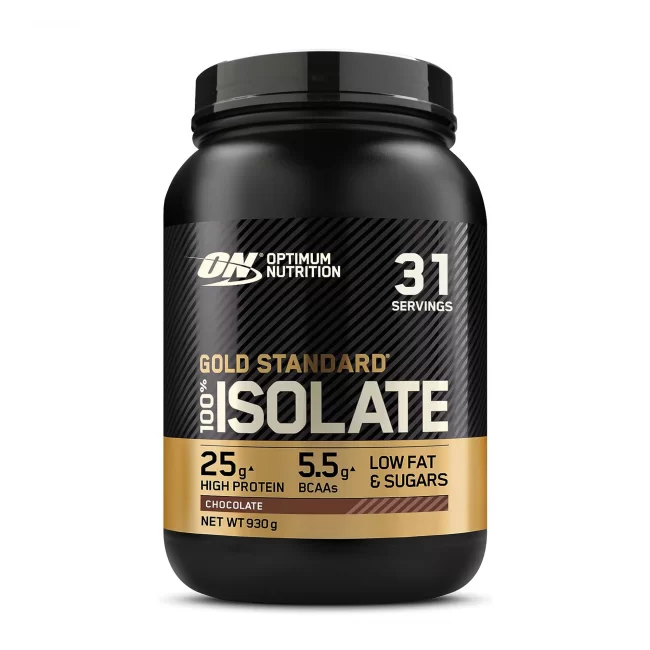 ON® OPTIMUM
NUTRITION
31
SERVINGS
GOLD STANDARD®
100% ISOLATE
25g▲
HIGH PROTEIN
5.5g▲
BCAAs
LOW FAT
& SUGARS
CHOCOLATE
NET WT 930 g